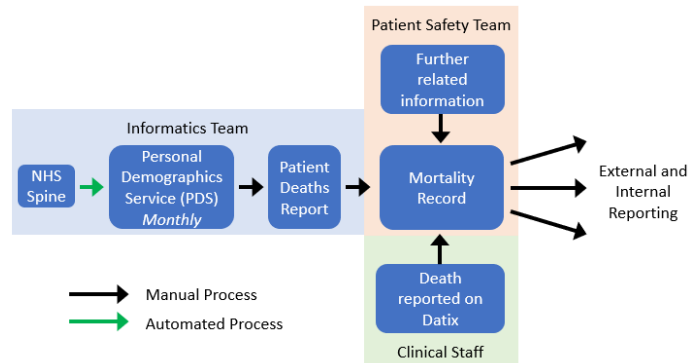 Patient Safety Team
Further
related
information
Informatics Team
NHS
Spine
Personal
Demographics
Service (PDS)
Monthly
Patient
Deaths
Report
Mortality
Record
External and
Internal
Reporting
Death
reported on
Datix
Clinical Staff
Manual Process
Automated Process